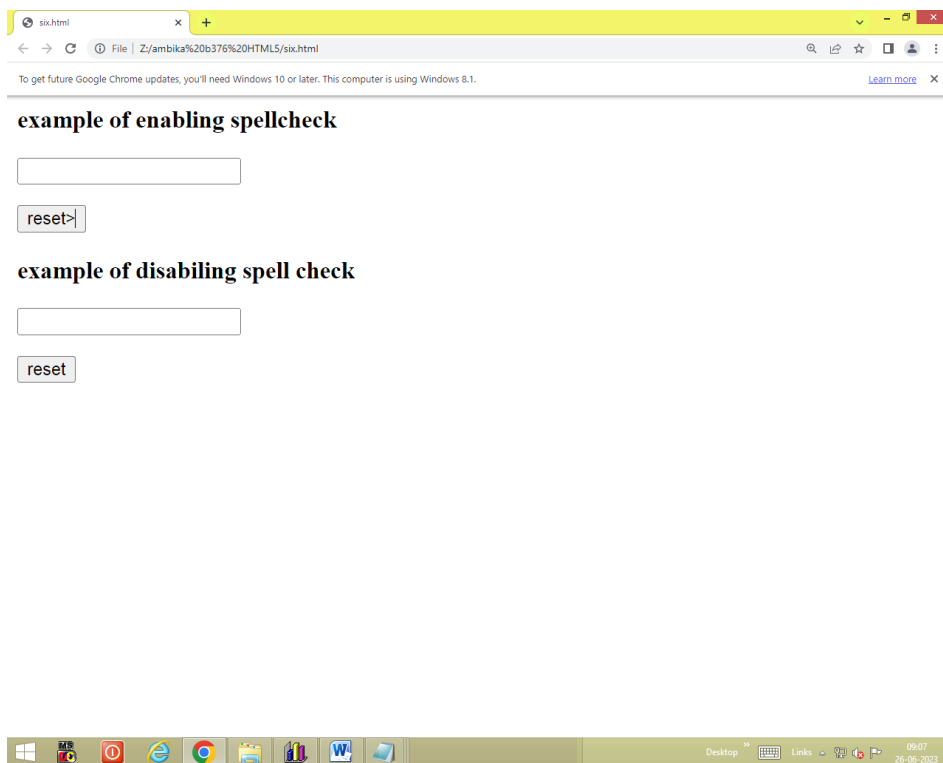 six.html
File | Z:/ambika%20b376%20HTML5/six.html
To get future Google Chrome updates, you'll need Windows 10 or later. This computer is using Windows 8.1. Learn more
example of enabling spellcheck
reset>
example of disabiling spell check
reset
MS
W
Desktop Links 09:07
26-06-2023